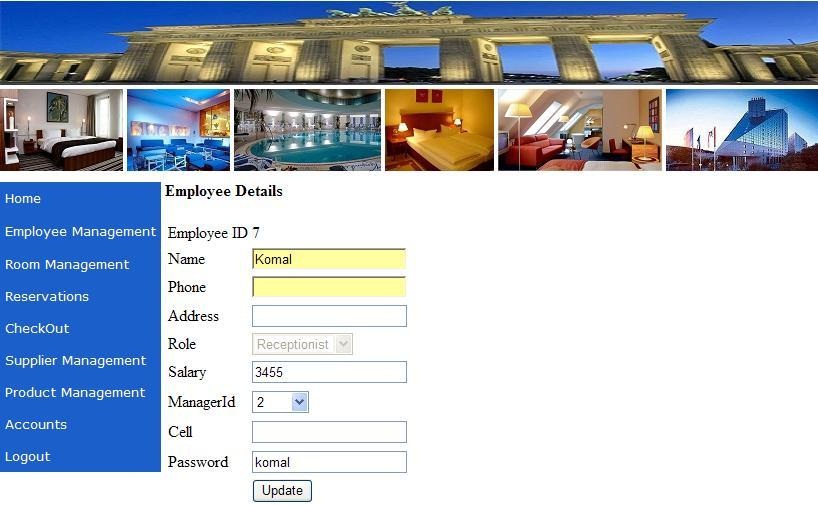 Home
Employee Management
Room Management
Reservations
CheckOut
Supplier Management
Product Management
Accounts
Logout
Employee Details
Employee ID 7
Name Komal
Phone
Address
Role Receptionist
Salary 3455
ManagerId 2
Cell
Password komal
Update